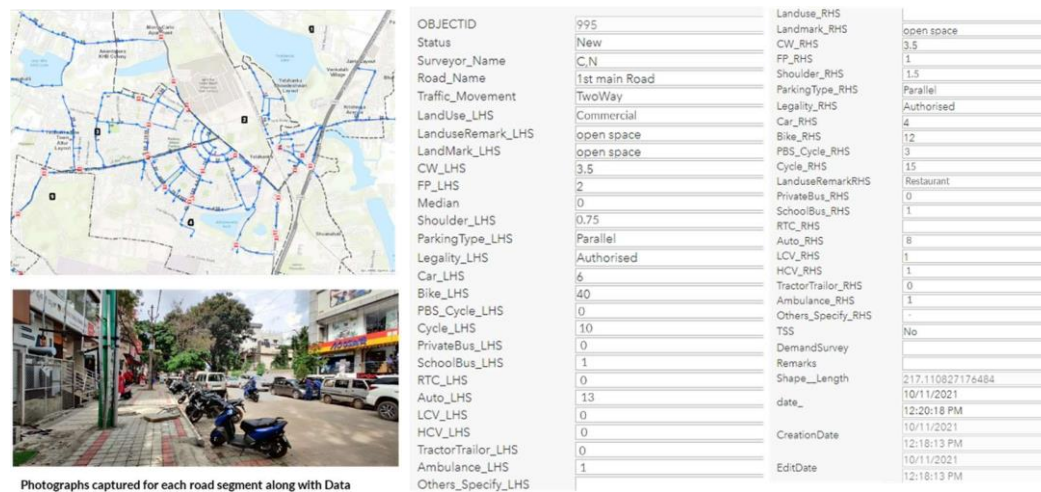 OBJECTID 995
Status New
Surveyor_Name C,N
Road_Name 1st main Road
Traffic_Movement TwoWay
LandUse_LHS Commercial
LanduseRemark_LHS open space
LandMark_LHS open space
CW_LHS 3.5
FP_LHS 2
Median 0
Shoulder_LHS 0.75
ParkingType_LHS Parallel
Legality_LHS Authorised
Car_LHS 6
Bike_LHS 40
PBS_Cycle_LHS 0
Cycle_LHS 10
PrivateBus_LHS 0
SchoolBus_LHS 1
RTC_LHS 0
Auto_LHS 13
LCV_LHS 0
HCV_LHS 0
TractorTrailor_LHS 0
Ambulance_LHS 1
Others_Specify_LHS
Landuse_RHS
Landmark_RHS open space
CW_RHS 3.5
FP_RHS 1
Shoulder_RHS 1.5
ParkingType_RHS Parallel
Legality_RHS Authorised
Car_RHS 4
Bike_RHS 12
PBS_Cycle_RHS 3
Cycle_RHS 15
LanduseRemarkRHS Restaurant
PrivateBus_RHS 0
SchoolBus_RHS 1
RTC_RHS
Auto_RHS 8
LCV_RHS 1
HCV_RHS 1
TractorTrailor_RHS 0
Ambulance_RHS 1
Others_Specify_RHS -
TSS No
DemandSurvey
Remarks
Shape__Length 217.110827176484
date_ 10/11/2021
12:20:18 PM
CreationDate 10/11/2021
12:18:13 PM
EditDate 10/11/2021
12:18:13 PM
Photographs captured for each road segment along with Data